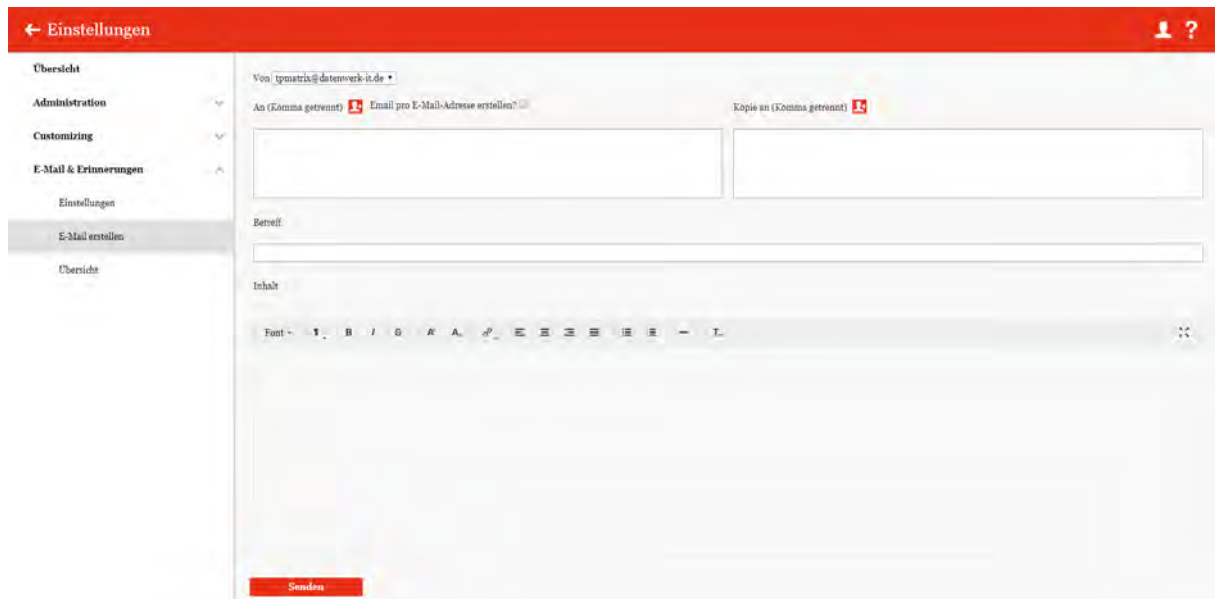 Einstellungen
?
Übersicht
Administration
Customizing
E-Mail & Erinnerungen
Einstellungen
E-Mail erstellen
Übersicht
Von tpmatrix@datenwerk-it.de
An (Komma getrennt) Email pro E-Mail-Adresse erstellen?
Kopie an (Komma getrennt)
Betreff
Inhalt
Font
Senden